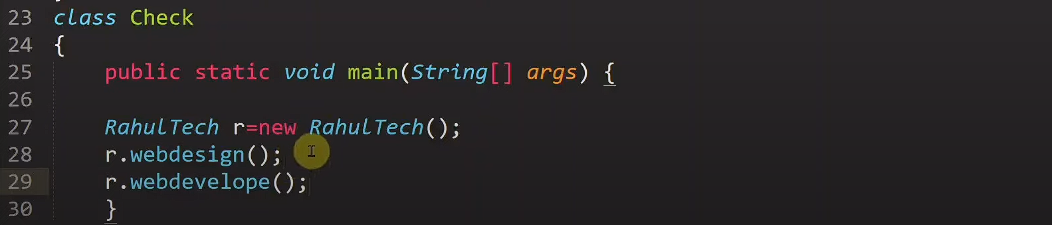 23 class Check
24 {
25 public static void main(String[] args) {
26
27 RahulTech r=new RahulTech();
28 r.webdesign();
29 r.webdevelope();
30 }